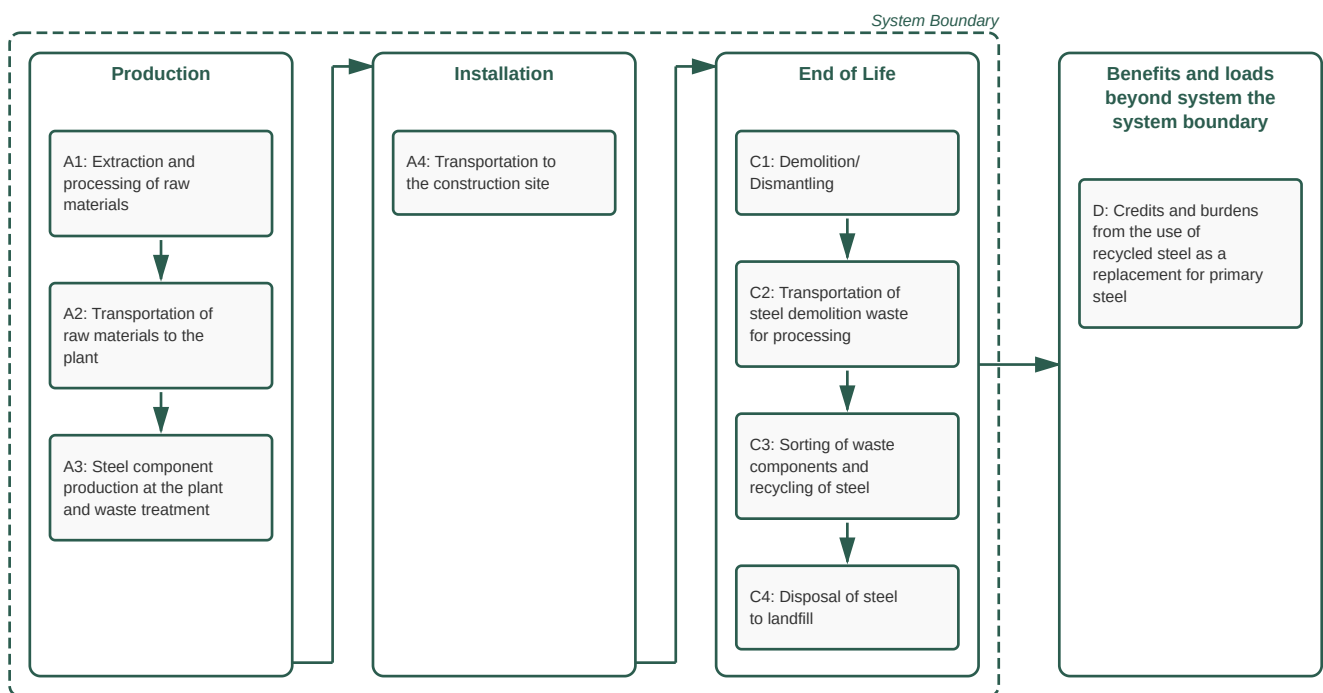 System Boundary
Production
A1: Extraction and
processing of raw
materials
A2: Transportation of
raw materials to the
plant
A3: Steel component
production at the plant
and waste treatment
Installation
A4: Transportation to
the construction site
End of Life
C1: Demolition/
Dismantling
C2: Transportation of
steel demolition waste
for processing
C3: Sorting of waste
components and
recycling of steel
C4: Disposal of steel
to landfill
Benefits and loads
beyond system the
system boundary
D: Credits and burdens
from the use of
recycled steel as a
replacement for primary
steel